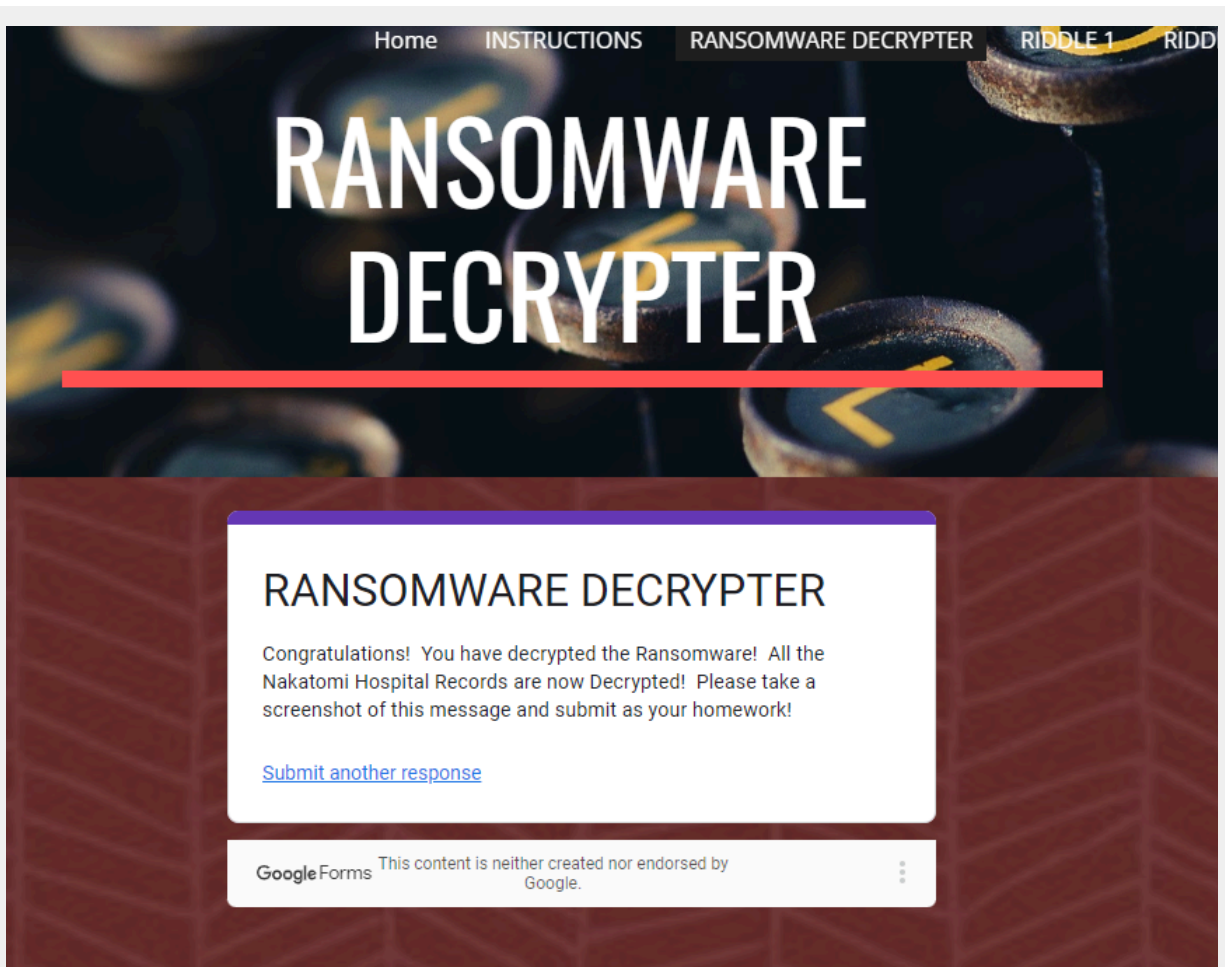 Home INSTRUCTIONS RANSOMWARE DECRYPTER RIDDLE 1 RIDD
RANSOMWARE
DECRYPTER
RANSOMWARE DECRYPTER
Congratulations!  You have decrypted the Ransomware!  All the
Nakatomi Hospital Records are now Decrypted!  Please take a
screenshot of this message and submit as your homework!
Submit another response
Google Forms This content is neither created nor endorsed by
Google.